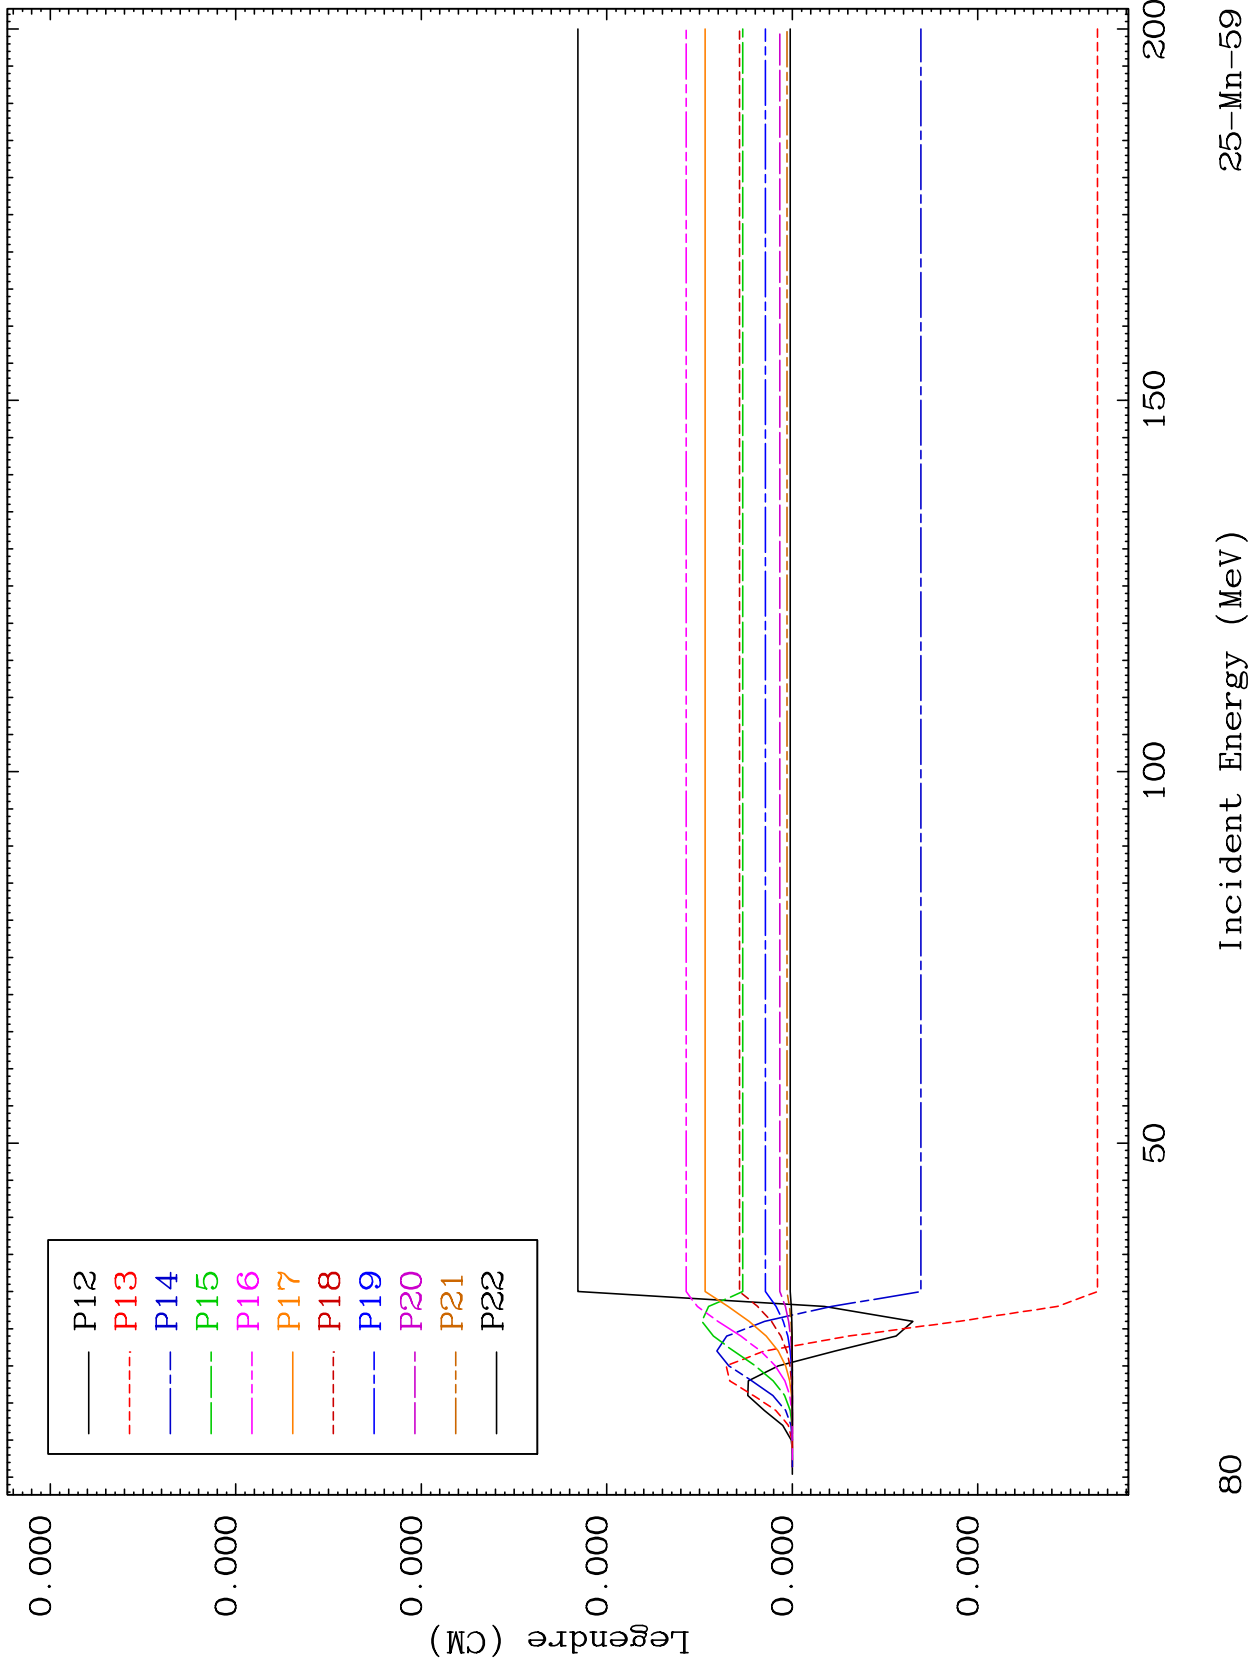 Legendre (CM)
0.000
0.000
0.000
0.000
0.000
0.000
P12
P13
P14
P15
P16
P17
P18
P19
P20
P21
P22
50
100
150
200
Incident Energy (MeV)
80
25-Mn-59